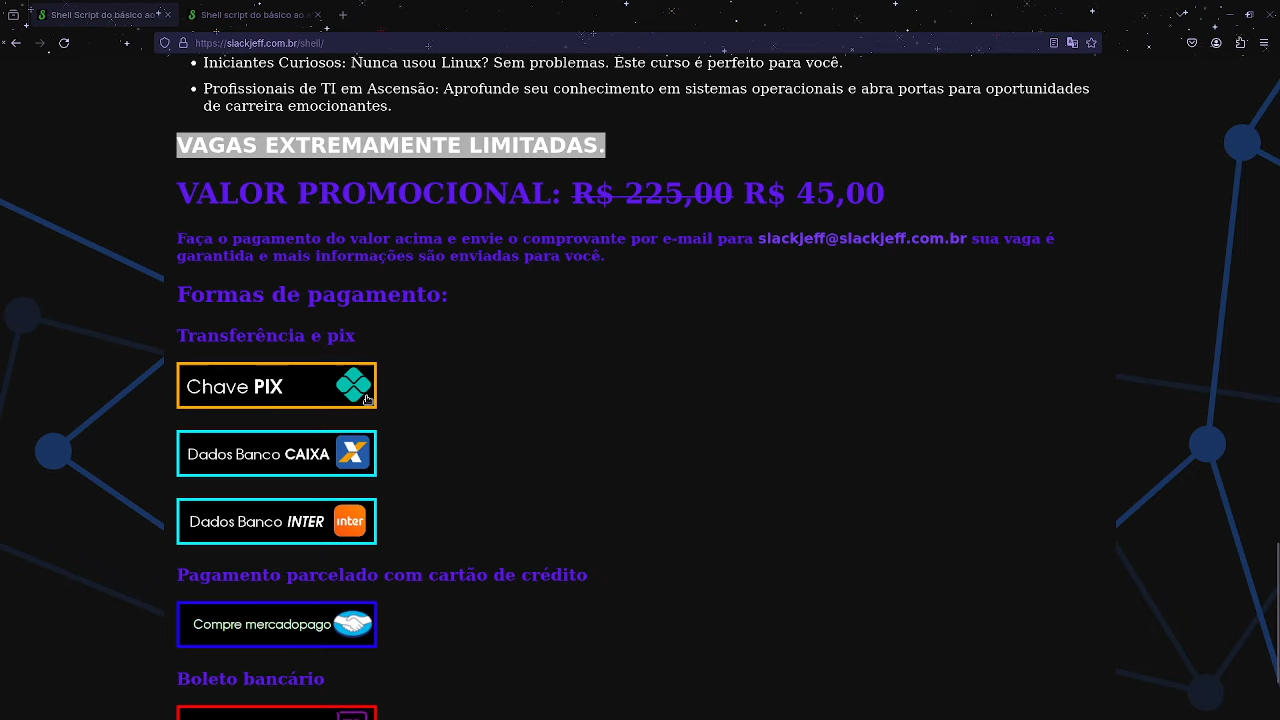 Shell Script do básico ao
Shell script do básico ao a
https://slackjeff.com.br/shell/
Iniciantes Curiosos: Nunca usou Linux? Sem problemas. Este curso é perfeito para você.
Profissionais de TI em Ascensão: Aprofunde seu conhecimento em sistemas operacionais e abra portas para oportunidades
de carreira emocionantes.
VAGAS EXTREMAMENTE LIMITADAS.
VALOR PROMOCIONAL: R$ 225,00 R$ 45,00
Faça o pagamento do valor acima e envie o comprovante por e-mail para slackjeff@slackjeff.com.br sua vaga é
garantida e mais informações são enviadas para você.
Formas de pagamento:
Transferência e pix
Chave PIX
Dados Banco CAIXA
Dados Banco INTER inter
Pagamento parcelado com cartão de crédito
Compre mercadopago
Boleto bancário